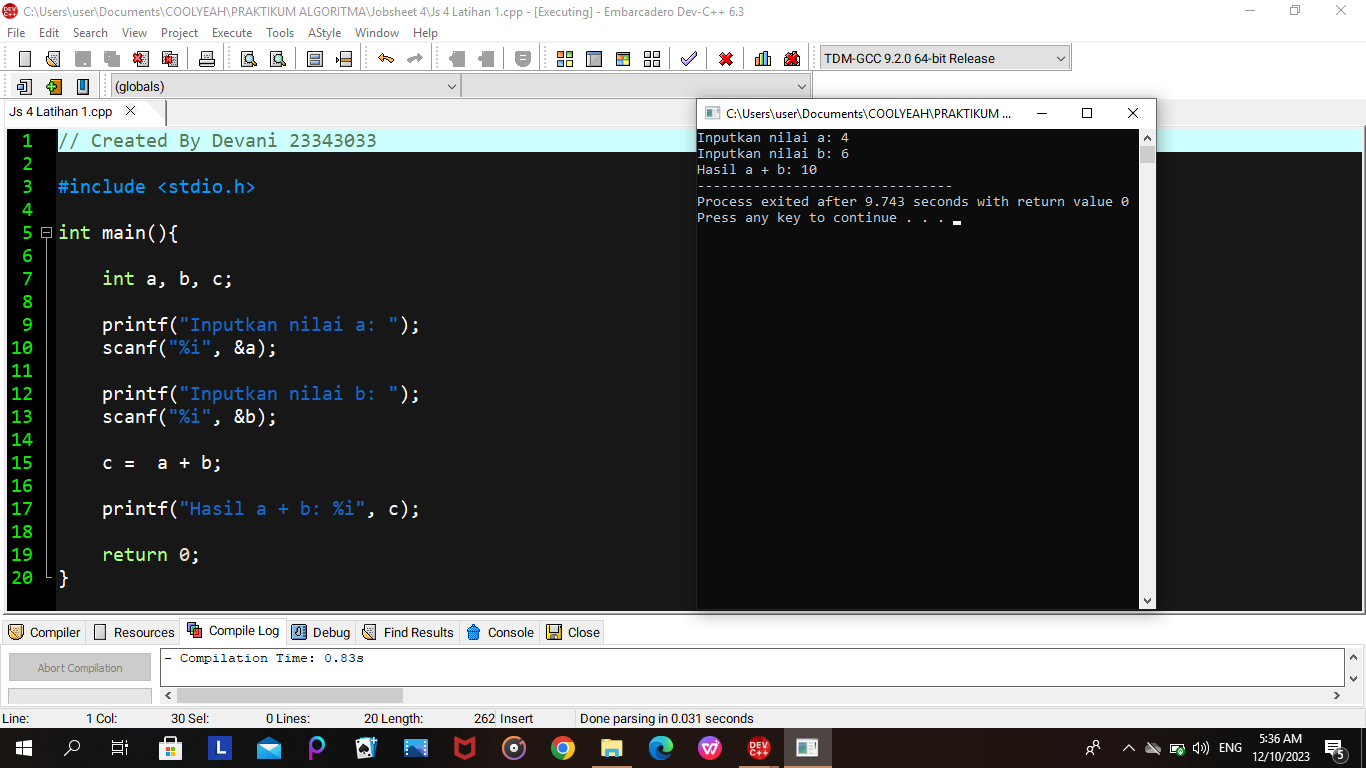 C:\Users\user\Documents\COOLYEAH\PRAKTIKUM ALGORITMA\Jobsheet 4\Js 4 Latihan 1.cpp - [Executing] - Embarcadero Dev-C++ 6.3
File Edit Search View Project Execute Tools AStyle Window Help
TDM-GCC 9.2.0 64-bit Release
(globals)
Js 4 Latihan 1.cpp
1 // Created By Devani 23343033
2
3 #include <stdio.h>
4
5 int main(){
6
7 int a, b, c;
8
9 printf("Inputkan nilai a: ");
10 scanf("%i", &a);
11
12 printf("Inputkan nilai b: ");
13 scanf("%i", &b);
14
15 c =  a + b;
16
17 printf("Hasil a + b: %i", c);
18
19 return 0;
20 }
C:\Users\user\Documents\COOLYEAH\PRAKTIKUM ...
Inputkan nilai a: 4
Inputkan nilai b: 6
Hasil a + b: 10
--------------------------------
Process exited after 9.743 seconds with return value 0
Press any key to continue . . .
Compiler Resources Compile Log Debug Find Results Console Close
Abort Compilation
- Compilation Time: 0.83s
Line: 1 Col: 30 Sel: 0 Lines: 20 Length: 262 Insert Done parsing in 0.031 seconds
DEV C++
ENG
5:36 AM
12/10/2023
5